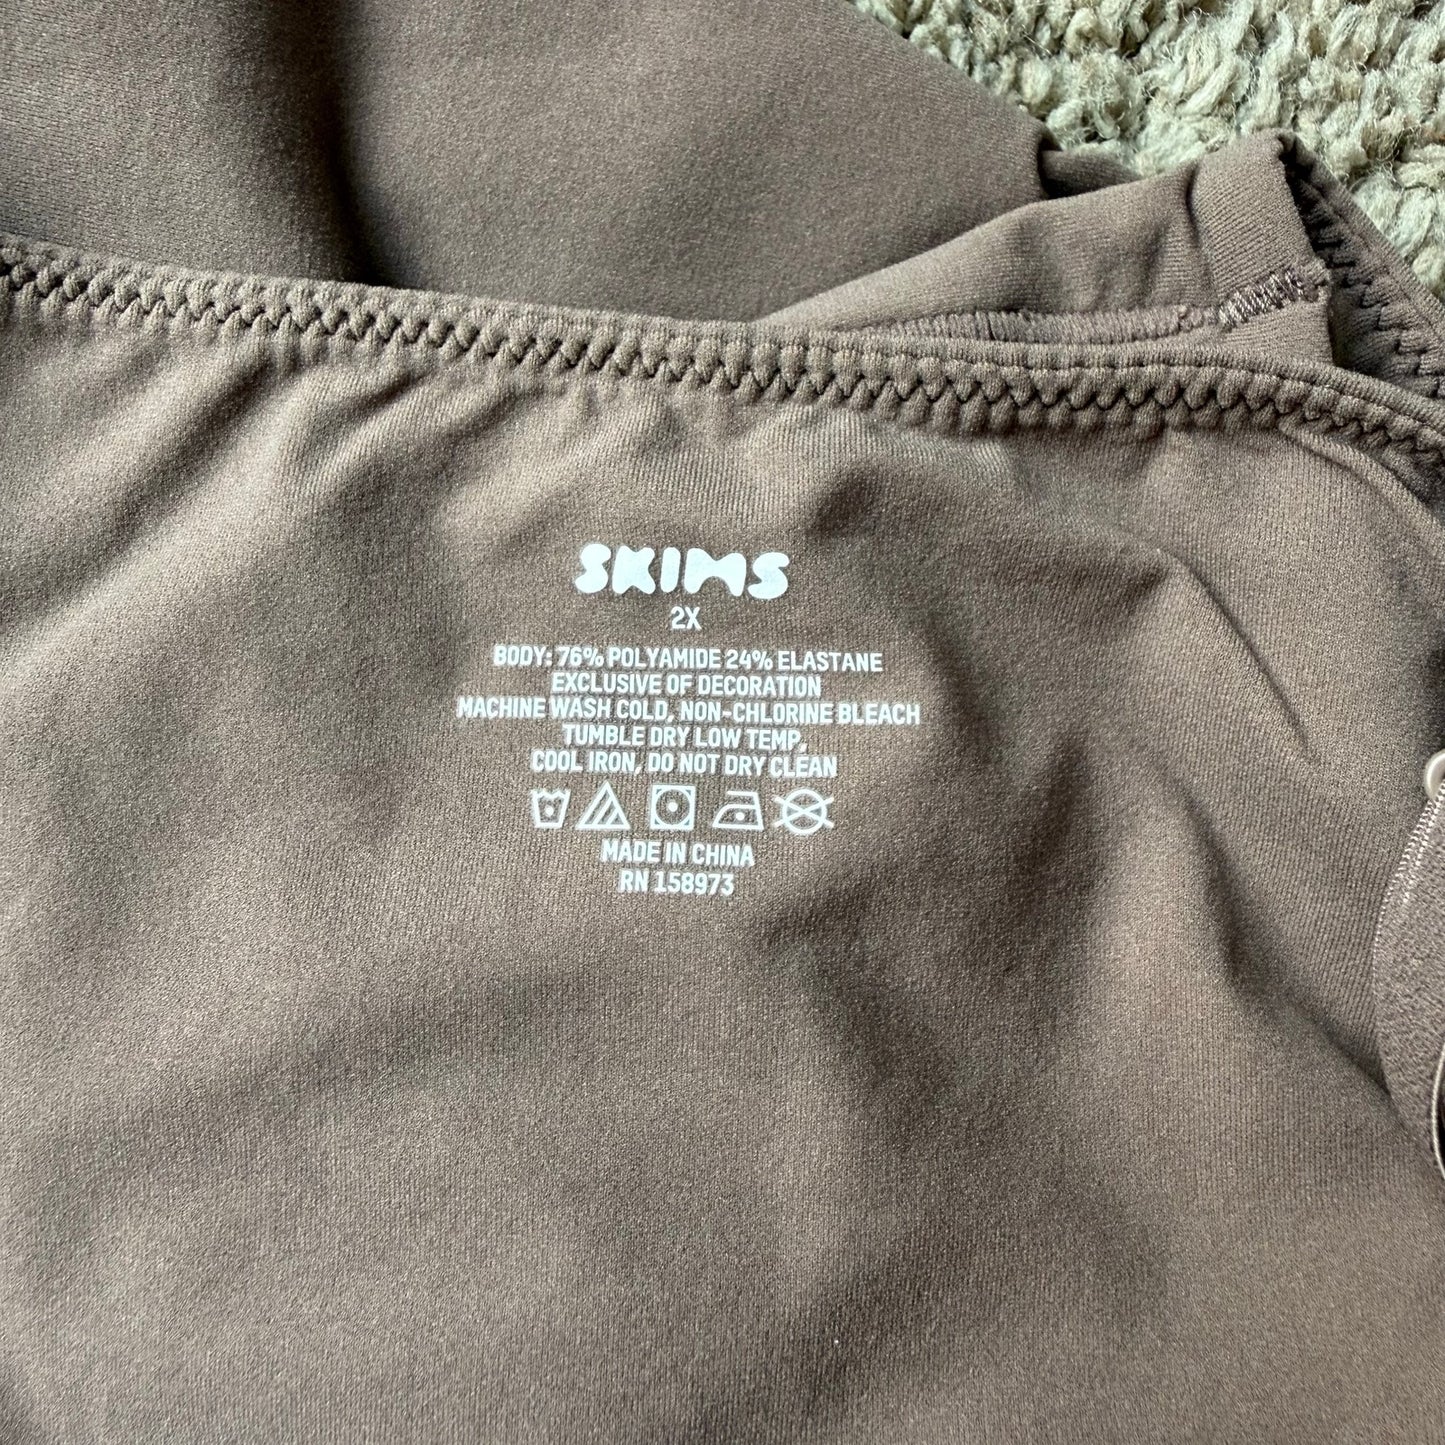 SKIMS
2X
BODY: 76% POLYAMIDE 24% ELASTANE
EXCLUSIVE OF DECORATION
MACHINE WASH COLD, NON-CHLORINE BLEACH
TUMBLE DRY LOW TEMP,
COOL IRON, DO NOT DRY CLEAN
MADE IN CHINA
RN 158973